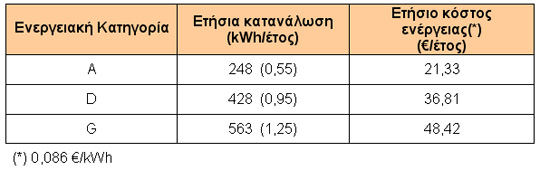 Ενεργειακή Κατηγορία Ετήσια κατανάλωση (kWh/έτος) Ετήσιο κόστος ενέργειας(*) (€/έτος)
A 248 (0,55) 21,33
D 428 (0,95) 36,81
G 563 (1,25) 48,42
(*) 0,086 €/kWh